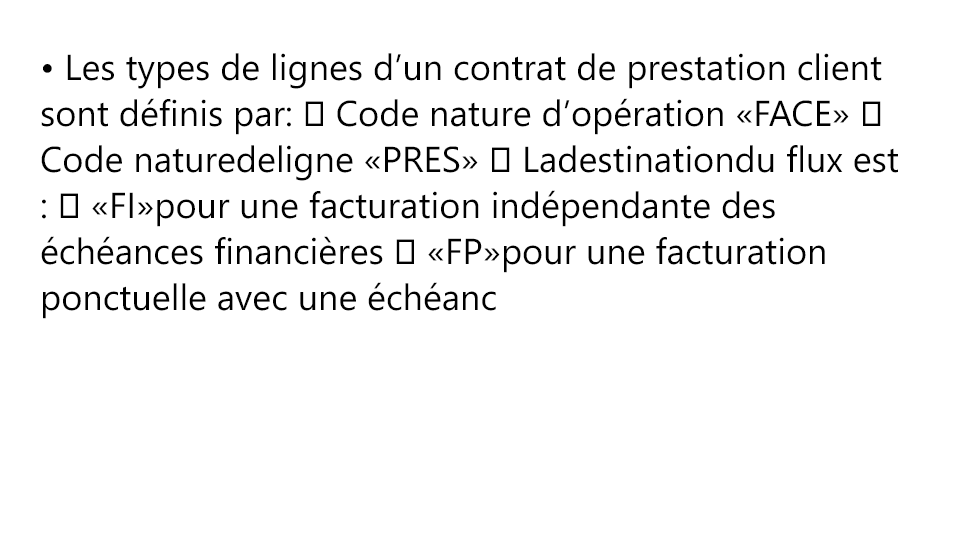 • Les types de lignes d’un contrat de prestation client
sont définis par: 􀀀 Code nature d’opération «FACE» 􀀀
Code naturedeligne «PRES» 􀀀 Ladestinationdu flux est
: 􀀀 «FI»pour une facturation indépendante des
échéances financières 􀀀 «FP»pour une facturation
ponctuelle avec une échéanc